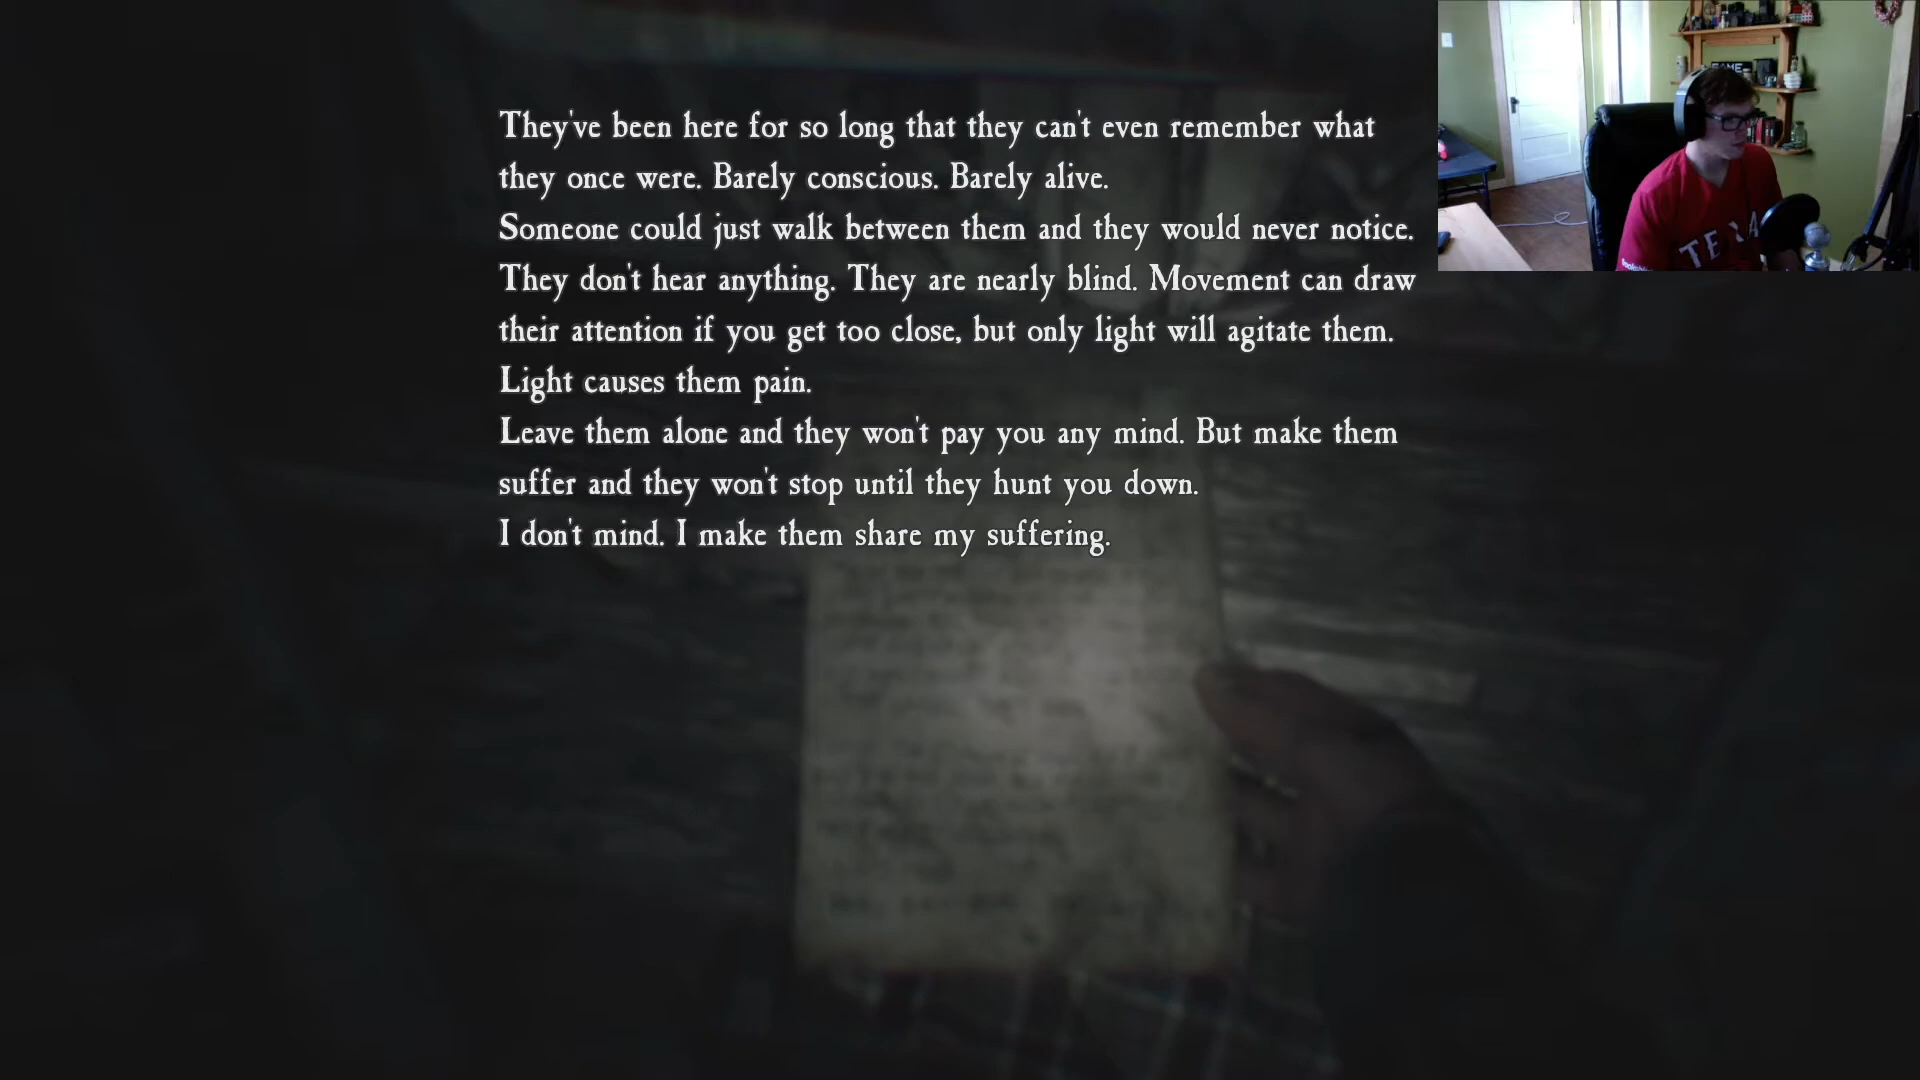 They've been here for so long that they can't even remember what
they once were. Barely conscious. Barely alive.
Someone could just walk between them and they would never notice.
They don't hear anything. They are nearly blind. Movement can draw
their attention if you get too close, but only light will agitate them.
Light causes them pain.
Leave them alone and they won't pay you any mind. But make them
suffer and they won't stop until they hunt you down.
I don't mind. I make them share my suffering.
TEXA